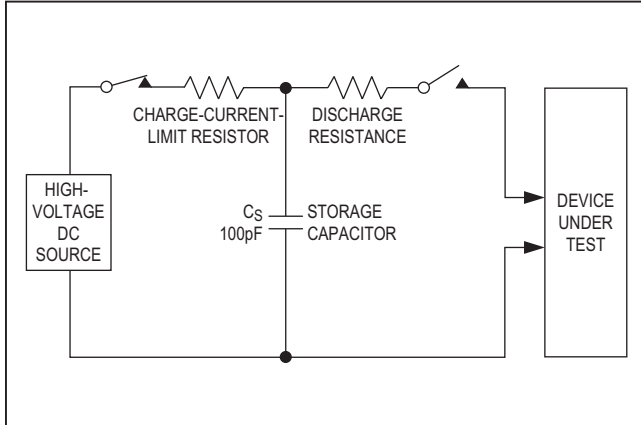 CHARGE-CURRENT-
LIMIT RESISTOR
DISCHARGE
RESISTANCE
HIGH-
VOLTAGE
DC
SOURCE
CS
100pF
STORAGE
CAPACITOR
DEVICE
UNDER
TEST